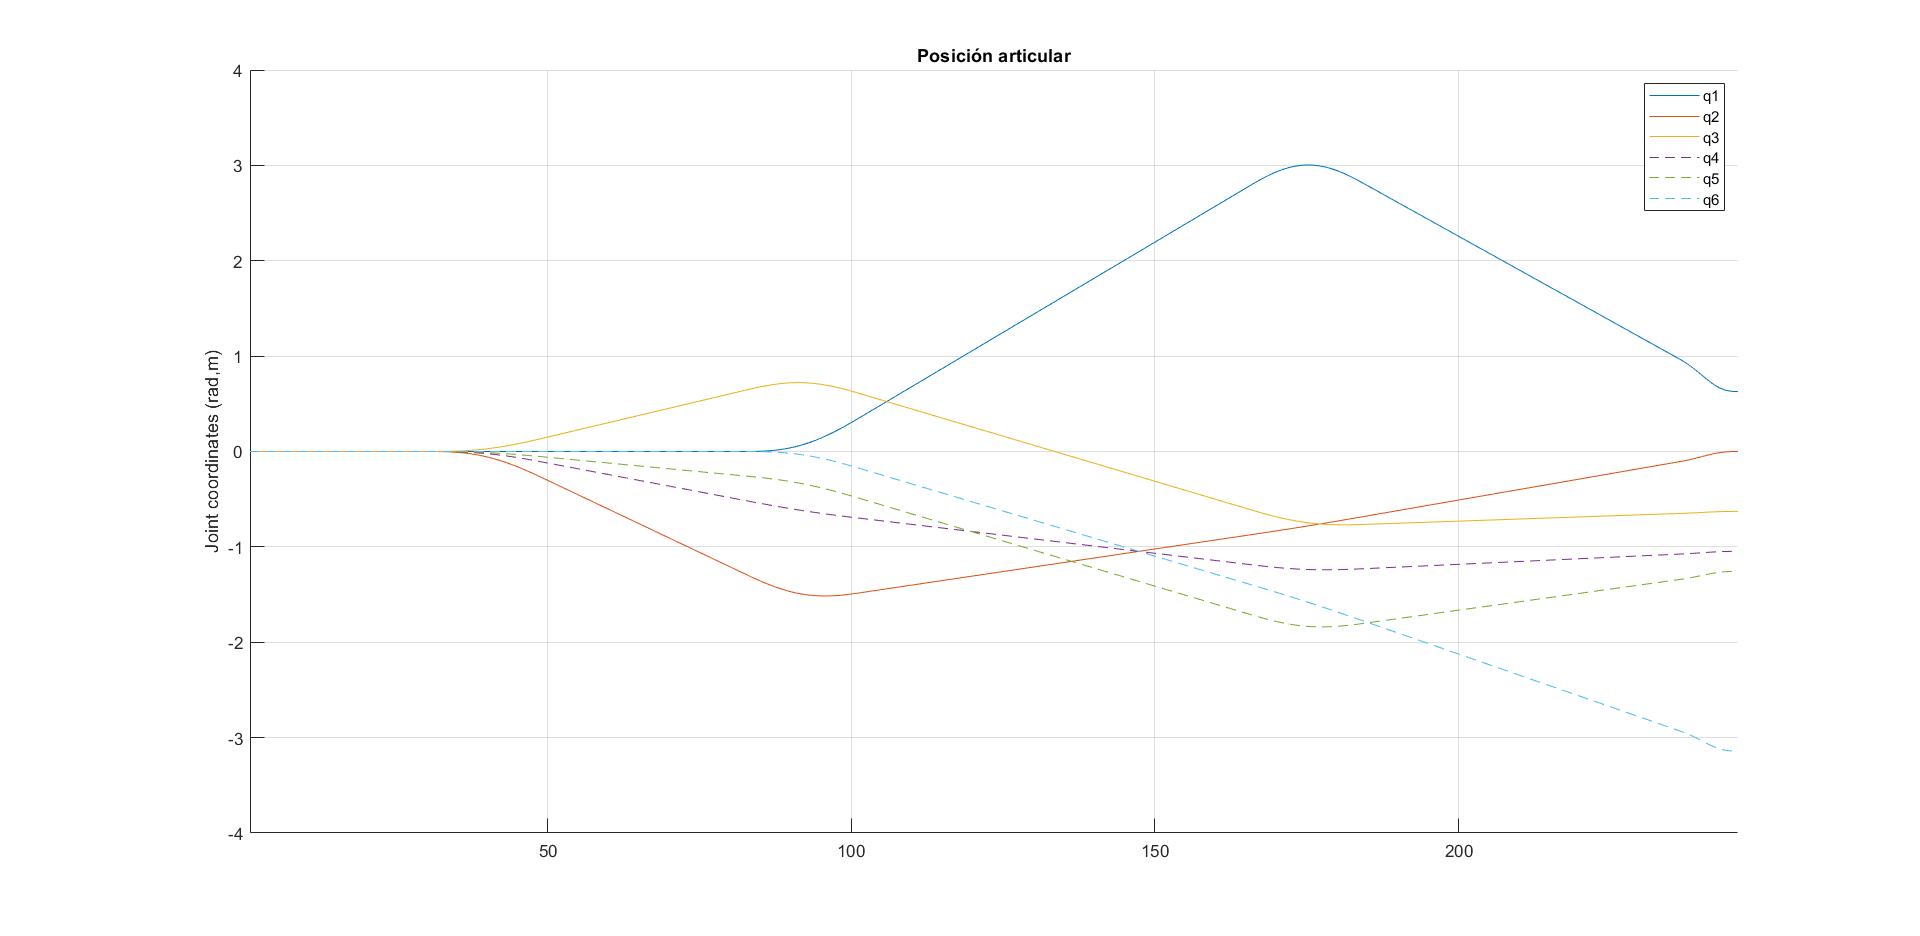 Posición articular
4
3
2
1
0
-1
-2
-3
-4
Joint coordinates (rad,m)
50
100
150
200
q1
q2
q3
q4
q5
q6